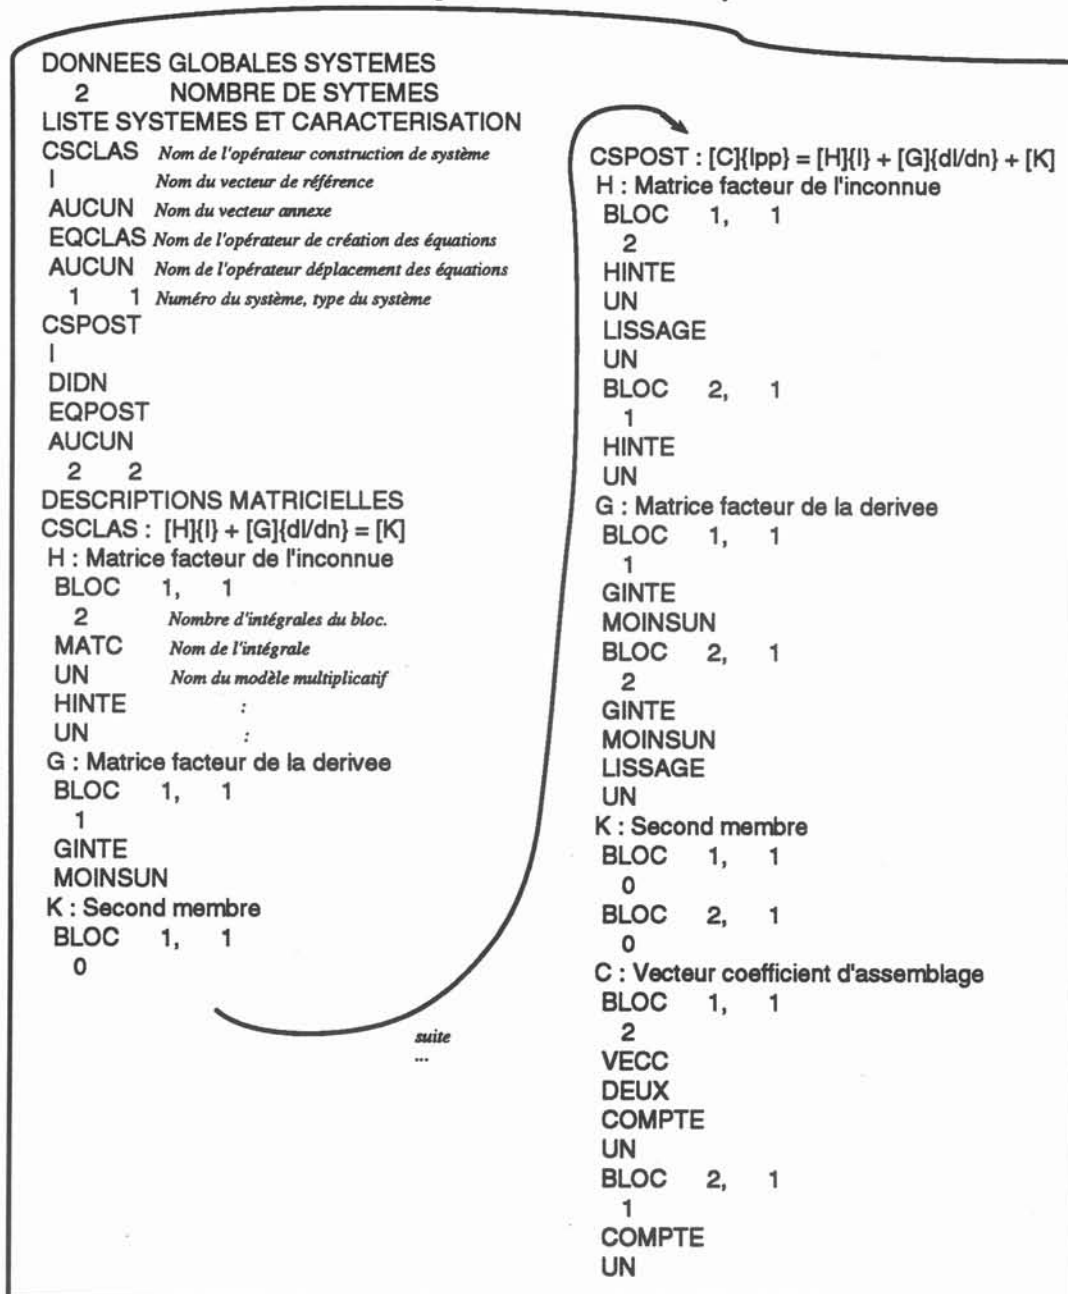 DONNEES GLOBALES SYSTEMES
2 NOMBRE DE SYTEMES
LISTE SYSTEMES ET CARACTERISATION
CSCLAS Nom de l'opérateur construction de système
I Nom du vecteur de référence
AUCUN Nom du vecteur annexe
EQCLAS Nom de l'opérateur de création des équations
AUCUN Nom de l'opérateur déplacement des équations
1 1 Numéro du système, type du système
CSPOST
I
DIDN
EQPOST
AUCUN
2 2
DESCRIPTIONS MATRICIELLES
CSCLAS : [H]{I} + [G]{dI/dn} = [K]
H : Matrice facteur de l'inconnue
BLOC 1, 1
2 Nombre d'intégrales du bloc.
MATC Nom de l'intégrale
UN Nom du modèle multiplicatif
HINTE :
UN :
G : Matrice facteur de la derivee
BLOC 1, 1
1
GINTE
MOINSUN
K : Second membre
BLOC 1, 1
0
suite
...
CSPOST : [C]{Ipp} = [H]{I} + [G]{dI/dn} + [K]
H : Matrice facteur de l'inconnue
BLOC 1, 1
2
HINTE
UN
LISSAGE
UN
BLOC 2, 1
1
HINTE
UN
G : Matrice facteur de la derivee
BLOC 1, 1
1
GINTE
MOINSUN
BLOC 2, 1
2
GINTE
MOINSUN
LISSAGE
UN
K : Second membre
BLOC 1, 1
0
BLOC 2, 1
0
C : Vecteur coefficient d'assemblage
BLOC 1, 1
2
VECC
DEUX
COMPTE
UN
BLOC 2, 1
1
COMPTE
UN